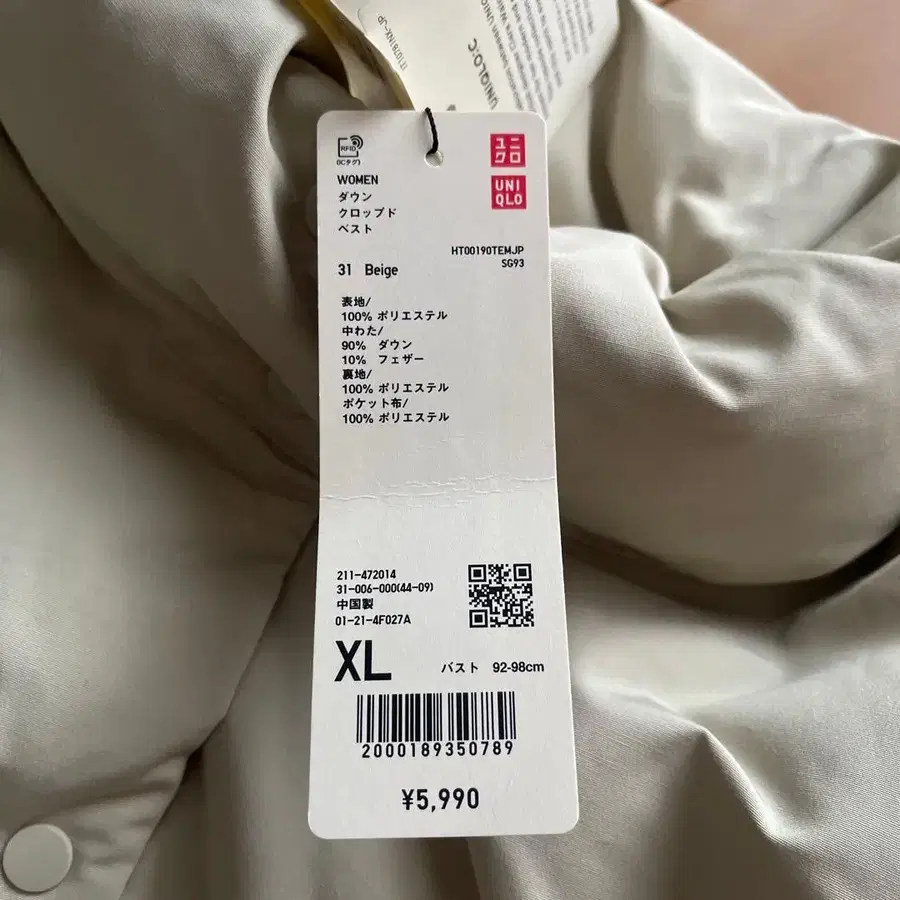 IT10781NX-JP
UNIQLO:C
RFID
(ICタグ)
ユニ
クロ
UNI
QLO
WOMEN
ダウン
クロップド
ベスト
HT00190TEMJP
SG93
31 Beige
表地/
100% ポリエステル
中わた/
90% ダウン
10% フェザー
裏地/
100% ポリエステル
ポケット布/
100% ポリエステル
211-472014
31-006-000(44-09)
中国製
01-21-4F027A
XL
バスト 92-98cm
2000189350789
¥5,990